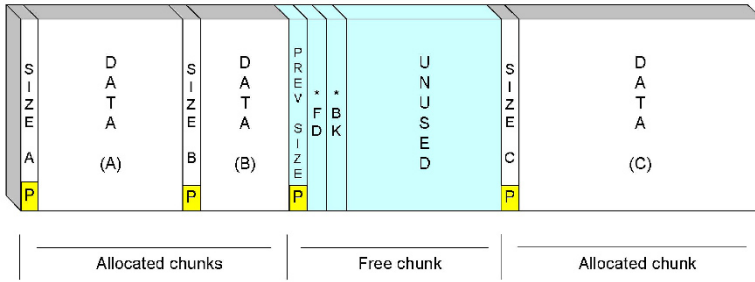 SIZE A
P
DATA (A)
SIZE B
P
DATA (B)
PREV SIZE
P
*FD
*BK
UNUSED
SIZE C
P
DATA (C)
Allocated chunks
Free chunk
Allocated chunk